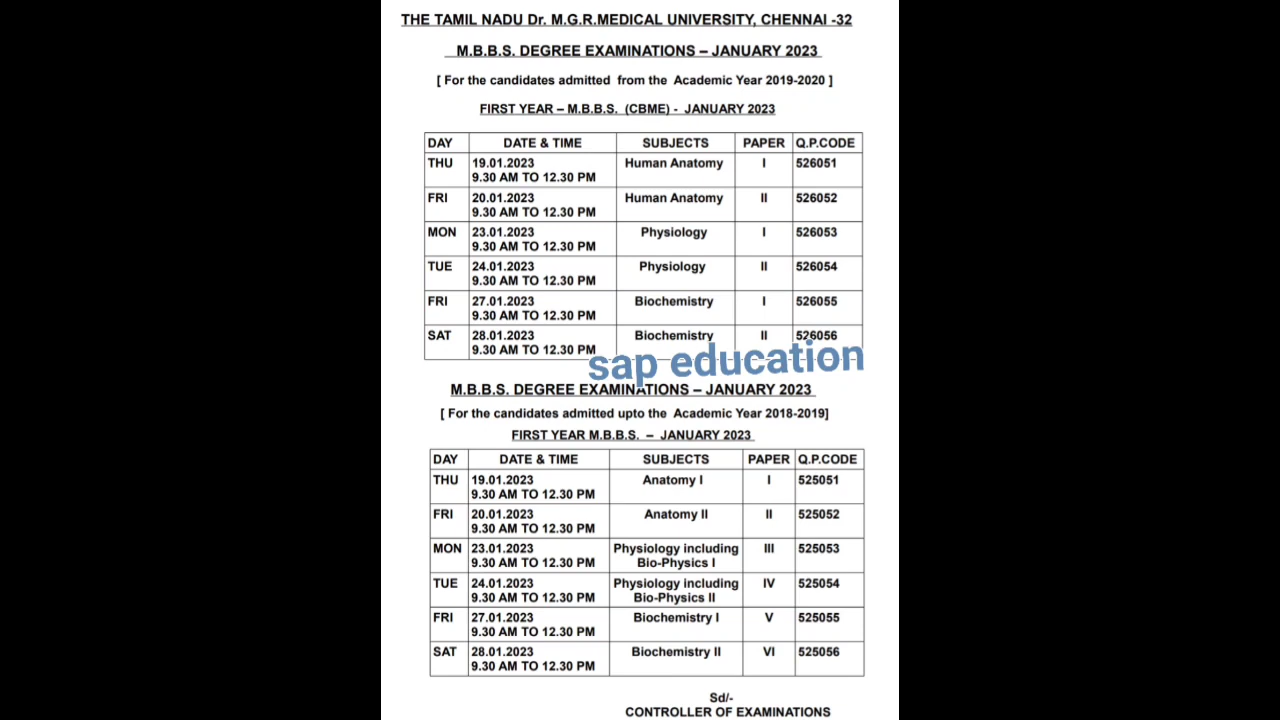 THE TAMIL NADU Dr. M.G.R.MEDICAL UNIVERSITY, CHENNAI -32
M.B.B.S. DEGREE EXAMINATIONS – JANUARY 2023
[ For the candidates admitted from the Academic Year 2019-2020 ]
FIRST YEAR – M.B.B.S. (CBME) - JANUARY 2023
DAY DATE & TIME SUBJECTS PAPER Q.P.CODE
THU 19.01.2023 Human Anatomy I 526051
9.30 AM TO 12.30 PM
FRI 20.01.2023 Human Anatomy II 526052
9.30 AM TO 12.30 PM
MON 23.01.2023 Physiology I 526053
9.30 AM TO 12.30 PM
TUE 24.01.2023 Physiology II 526054
9.30 AM TO 12.30 PM
FRI 27.01.2023 Biochemistry I 526055
9.30 AM TO 12.30 PM
SAT 28.01.2023 Biochemistry II 526056
9.30 AM TO 12.30 PM
sap education
M.B.B.S. DEGREE EXAMINATIONS – JANUARY 2023
[ For the candidates admitted upto the Academic Year 2018-2019]
FIRST YEAR M.B.B.S. – JANUARY 2023
DAY DATE & TIME SUBJECTS PAPER Q.P.CODE
THU 19.01.2023 Anatomy I I 525051
9.30 AM TO 12.30 PM
FRI 20.01.2023 Anatomy II II 525052
9.30 AM TO 12.30 PM
MON 23.01.2023 Physiology including III 525053
9.30 AM TO 12.30 PM Bio-Physics I
TUE 24.01.2023 Physiology including IV 525054
9.30 AM TO 12.30 PM Bio-Physics II
FRI 27.01.2023 Biochemistry I V 525055
9.30 AM TO 12.30 PM
SAT 28.01.2023 Biochemistry II VI 525056
9.30 AM TO 12.30 PM
Sd/-
CONTROLLER OF EXAMINATIONS